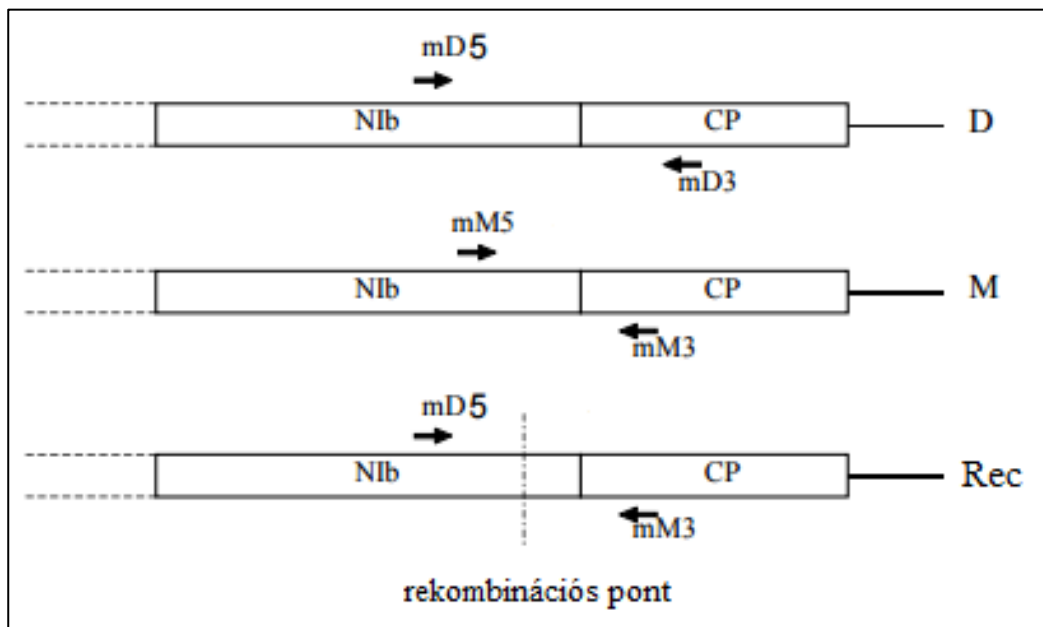 mD5
NIb CP D
mD3
mM5
NIb CP M
mM3
mD5
NIb CP Rec
mM3
rekombinációs pont